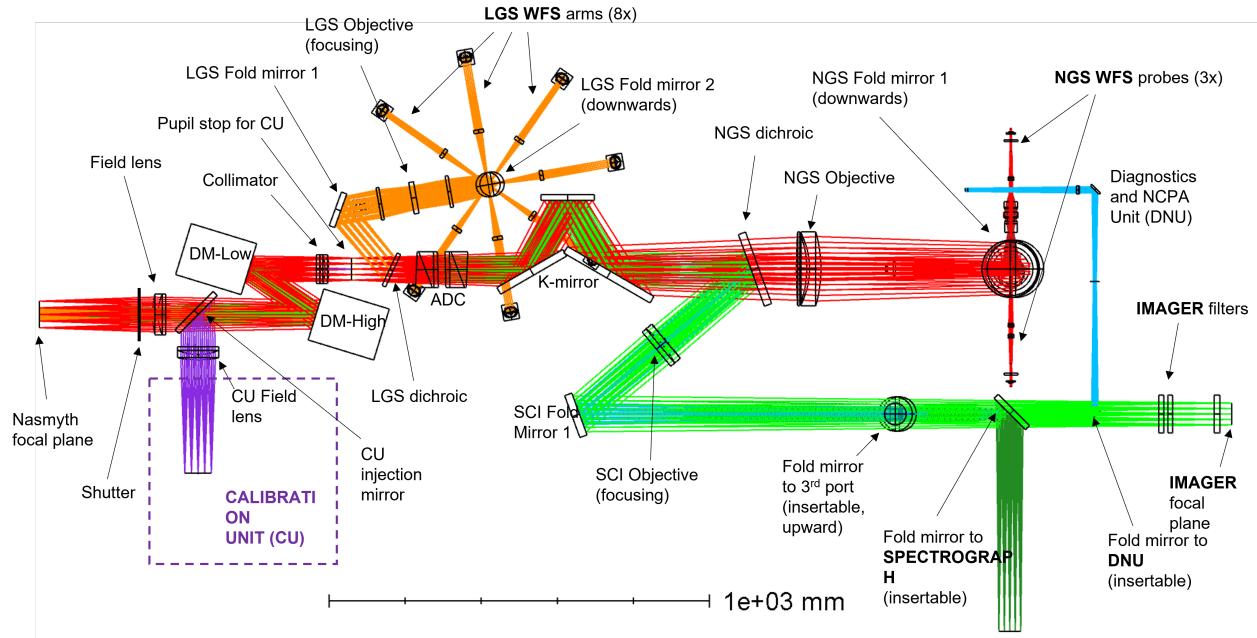 LGS Objective
(focusing)
LGS WFS arms (8x)
LGS Fold mirror 1
LGS Fold mirror 2
(downwards)
NGS Fold mirror 1
(downwards)
NGS WFS probes (3x)
Pupil stop for CU
NGS dichroic
Field lens
Collimator
NGS Objective
Diagnostics
and NCPA
Unit (DNU)
DM-Low
ADC
K-mirror
DM-High
IMAGER filters
Nasmyth
focal plane
Shutter
CU Field
lens
LGS dichroic
CU
injection
mirror
CALIBRATI
ON
UNIT (CU)
SCI Fold
Mirror 1
SCI Objective
(focusing)
Fold mirror
to 3rd port
(insertable,
upward)
Fold mirror to
SPECTROGRAP
H
(insertable)
Fold mirror to
DNU
(insertable)
IMAGER
focal
plane
1e+03 mm